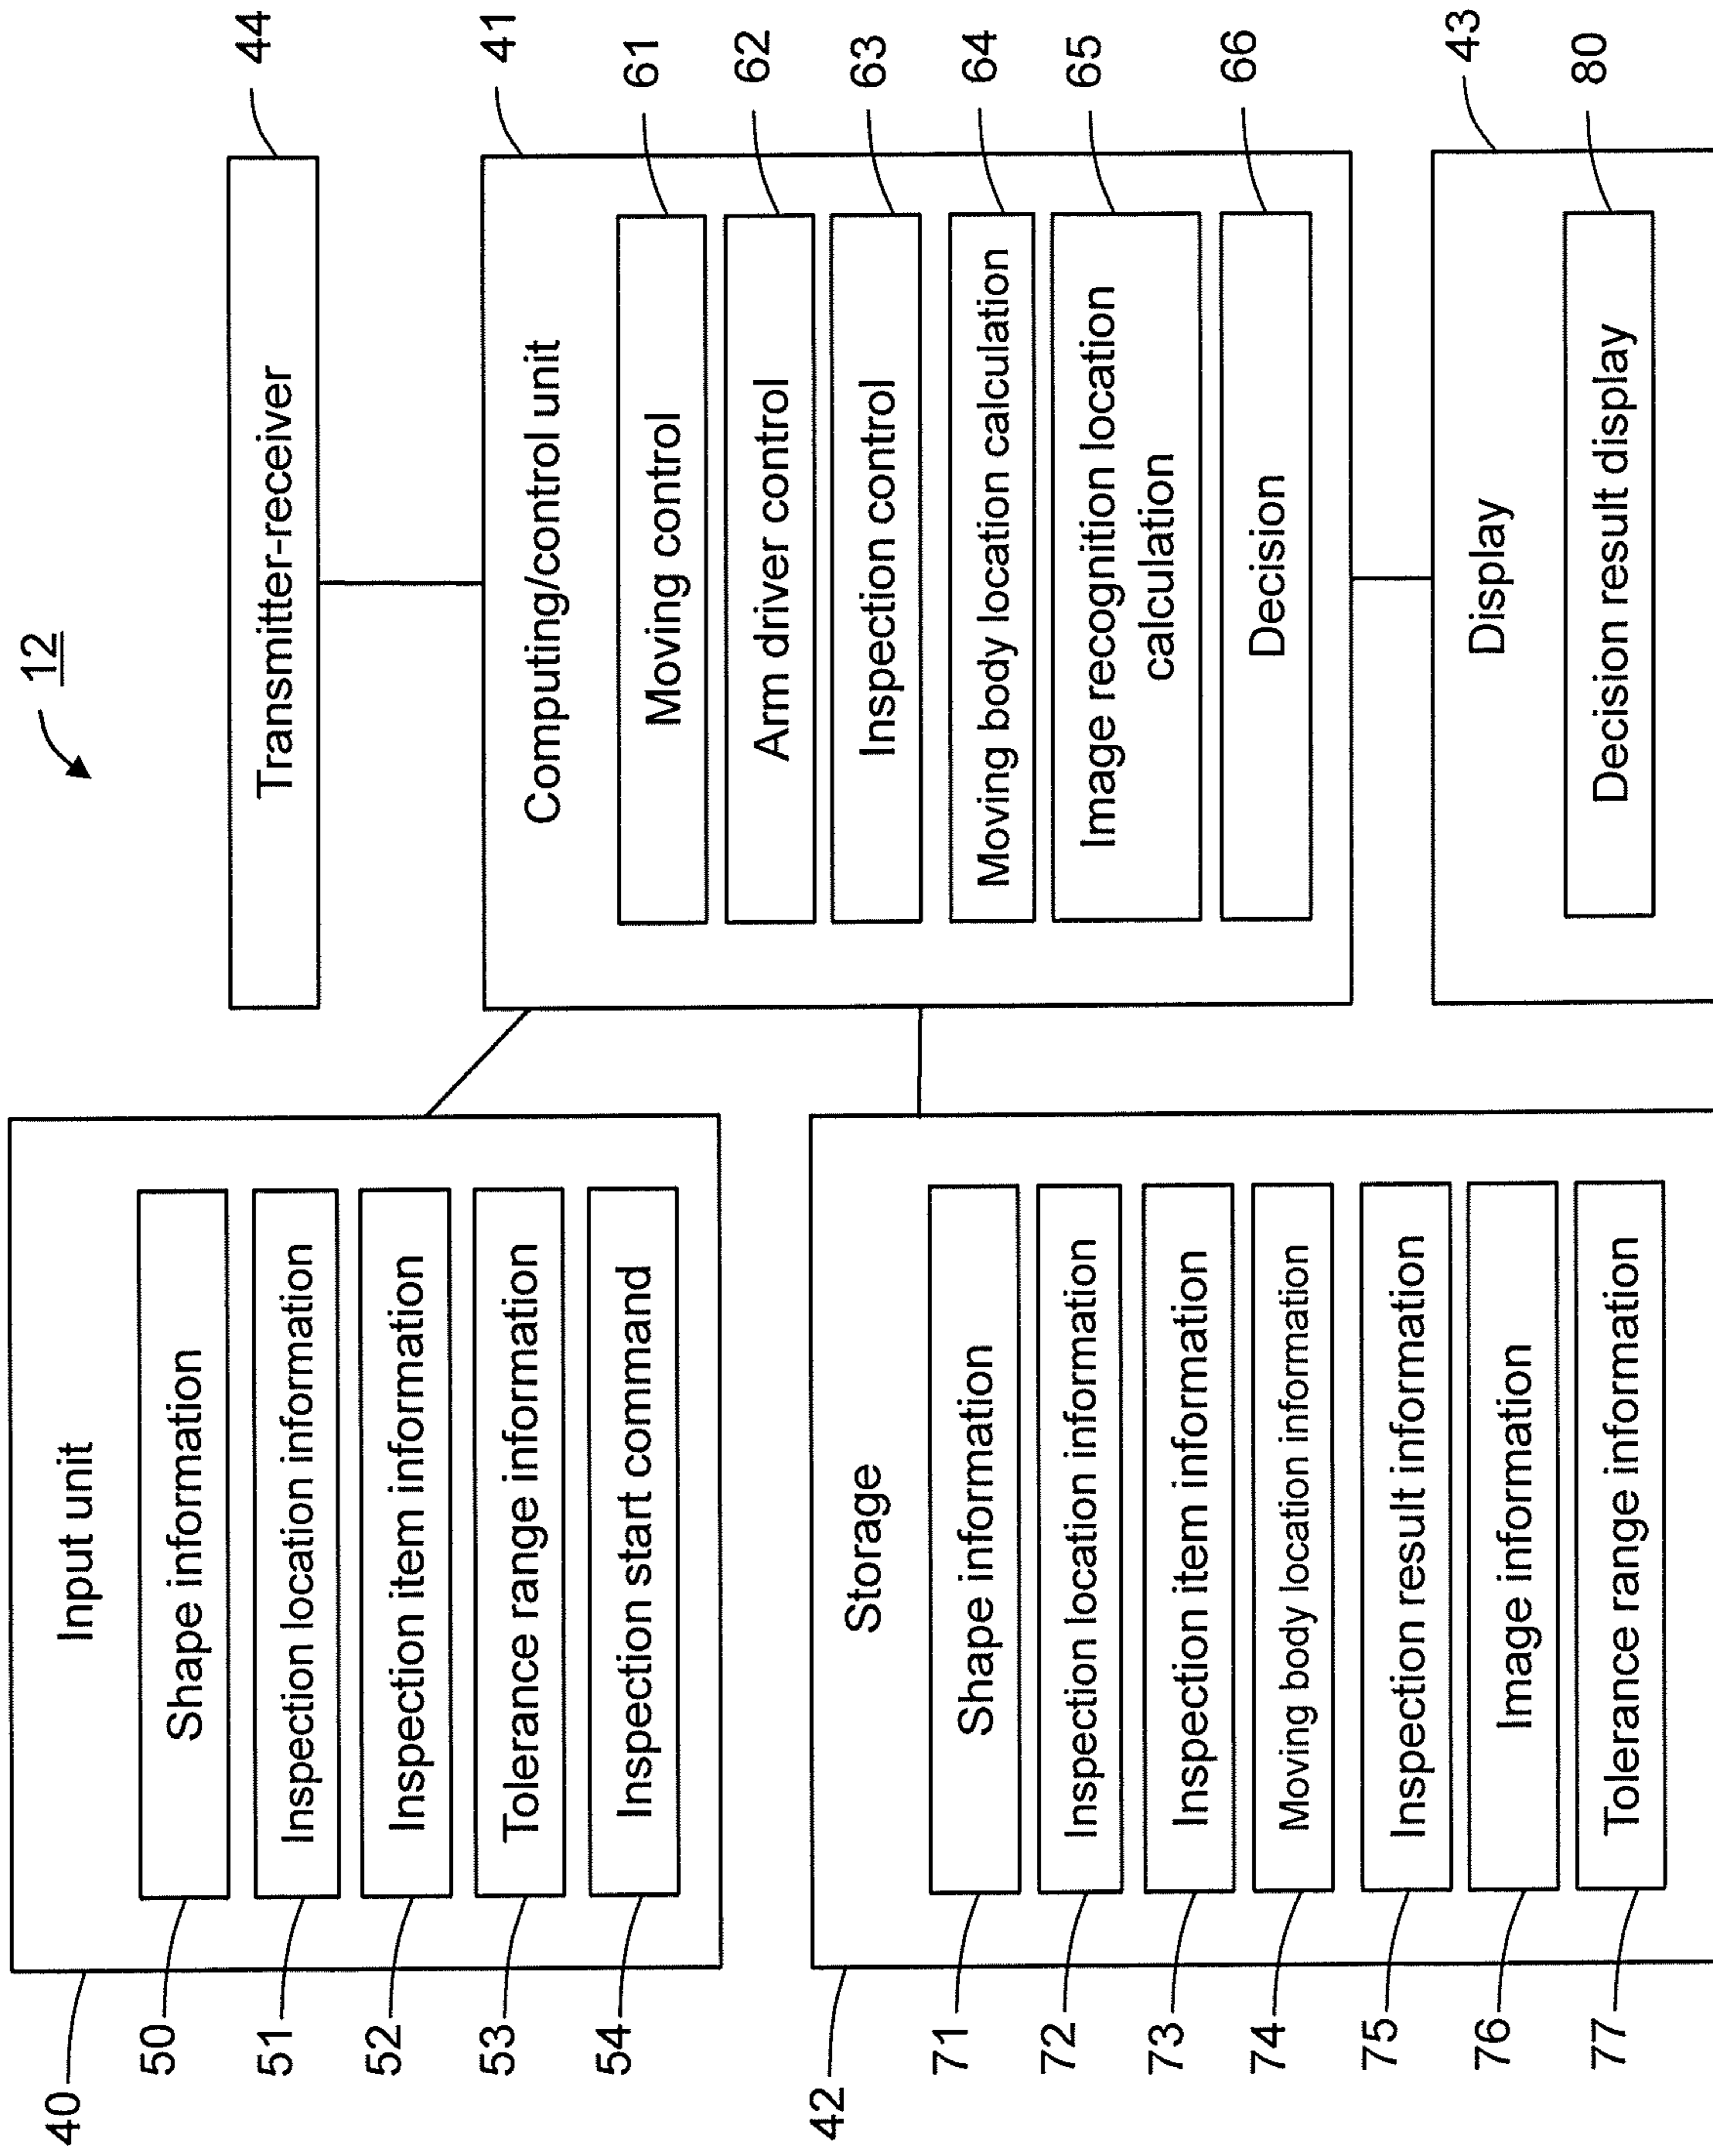 12
40
Input unit
50
Shape information
51
Inspection location information
52
Inspection item information
53
Tolerance range information
54
Inspection start command
42
Storage
71
Shape information
72
Inspection location information
73
Inspection item information
74
Moving body location information
75
Inspection result information
76
Image information
77
Tolerance range information
Transmitter-receiver
44
Computing/control unit
41
Moving control
61
Arm driver control
62
Inspection control
63
Moving body location calculation
64
Image recognition location
calculation
65
Decision
66
Display
43
Decision result display
80